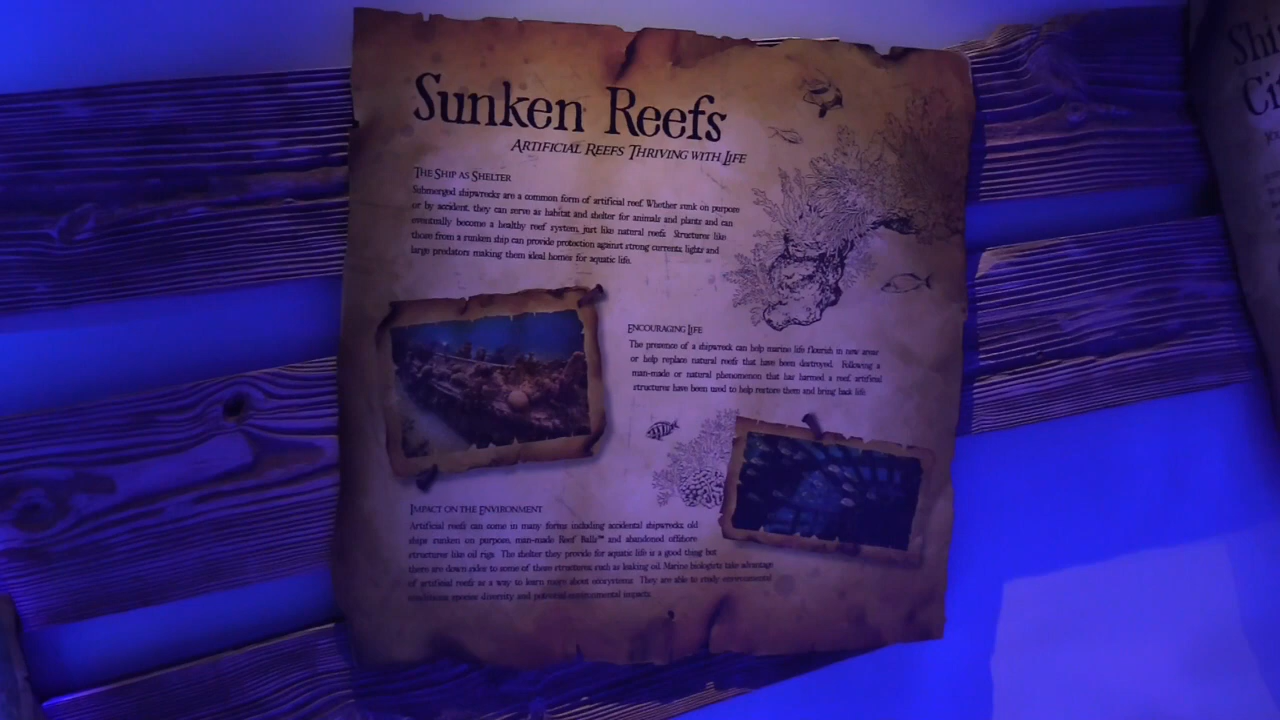 Sunken Reefs
Artificial Reefs Thriving with Life
The Ship as Shelter
Submerged shipwrecks are a common form of artificial reef. Whether sunk on purpose
or by accident, they can serve as habitat and shelter for animals and plants and can
eventually become a healthy reef system, just like natural reefs. Structures like
those from a sunken ship can provide protection against strong currents, lights and
large predators making them ideal homes for aquatic life.
Encouraging Life
The presence of a shipwreck can help marine life flourish in new areas
or help replace natural reefs that have been destroyed. Following a
man-made or natural phenomenon that has harmed a reef, artificial
structures have been used to help restore them and bring back life.
Impact on the Environment
Artificial reefs can come in many forms including accidental shipwrecks, old
ships sunken on purpose, man-made Reef Balls™ and abandoned offshore
structures like oil rigs. The shelter they provide for aquatic life is a good thing but
there are down sides to some of these structures, such as leaking oil. Marine biologists take advantage
of artificial reefs as a way to learn more about ecosystems. They are able to study environmental
conditions, species diversity and potential environmental impacts.